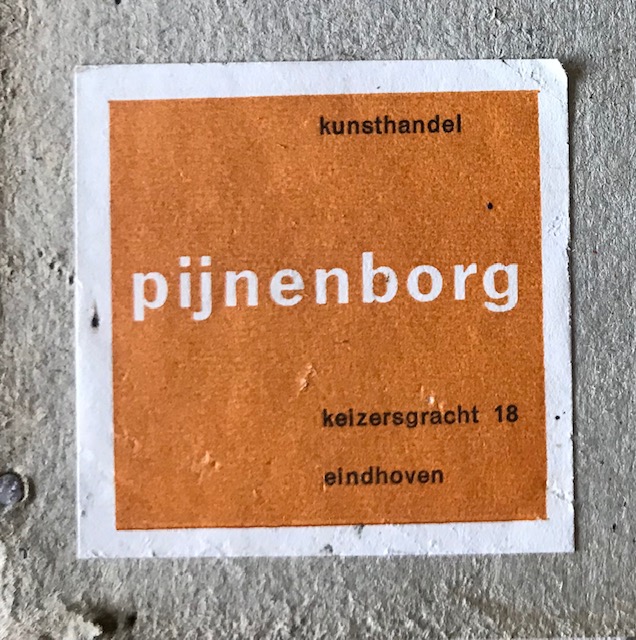 kunsthandel
pijnenborg
keizersgracht 18
eindhoven